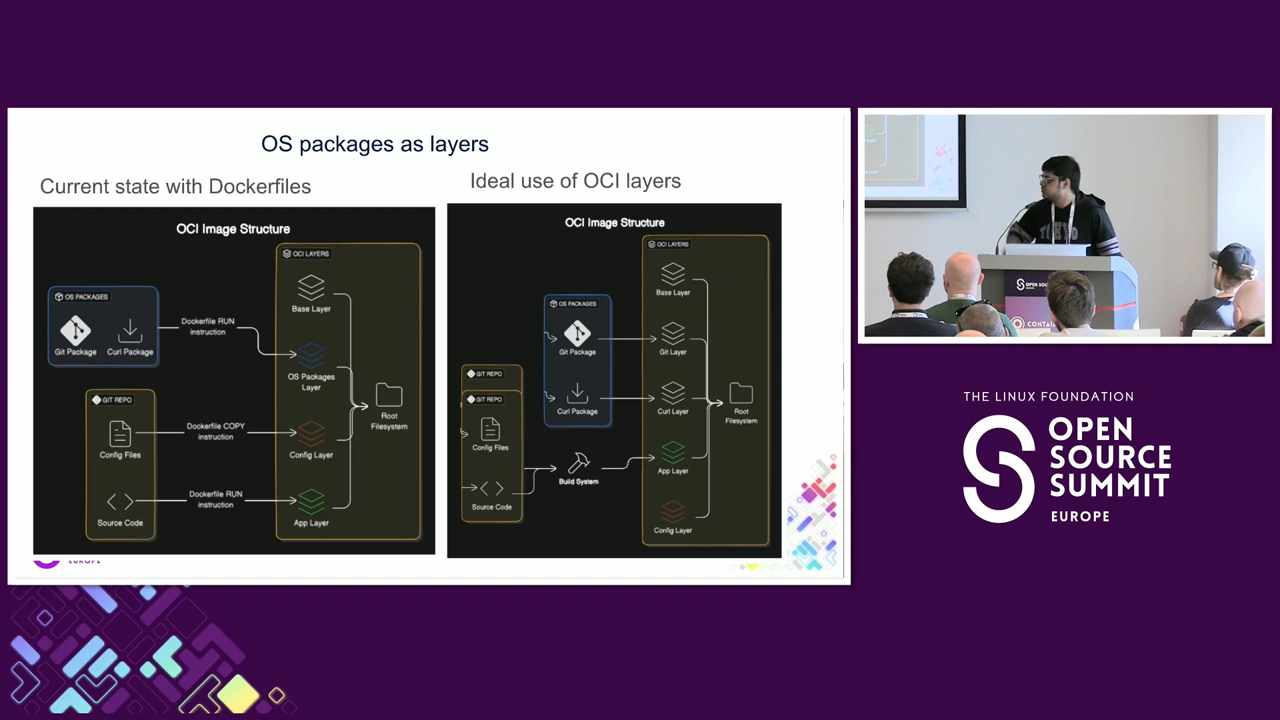 OS packages as layers
Current state with Dockerfiles
OCI Image Structure
OCI LAYERS
OS PACKAGES
Base Layer
Dockerfile RUN
instruction
Git Package
Curl Package
OS Packages
Layer
GIT REPO
Root
Filesystem
Dockerfile COPY
instruction
Config Files
Config Layer
Dockerfile RUN
instruction
Source Code
App Layer
EUROPE
Ideal use of OCI layers
OCI Image Structure
OCI LAYERS
Base Layer
OS PACKAGES
Git Package
Git Layer
GIT REPO
GIT REPO
Curl Package
Curl Layer
Root
Filesystem
Config Files
App Layer
Build System
Source Code
Config Layer
TOKYO
OPEN SOURCE
THE LINUX FOUNDATION
OPEN
SOURCE
SUMMIT
EUROPE